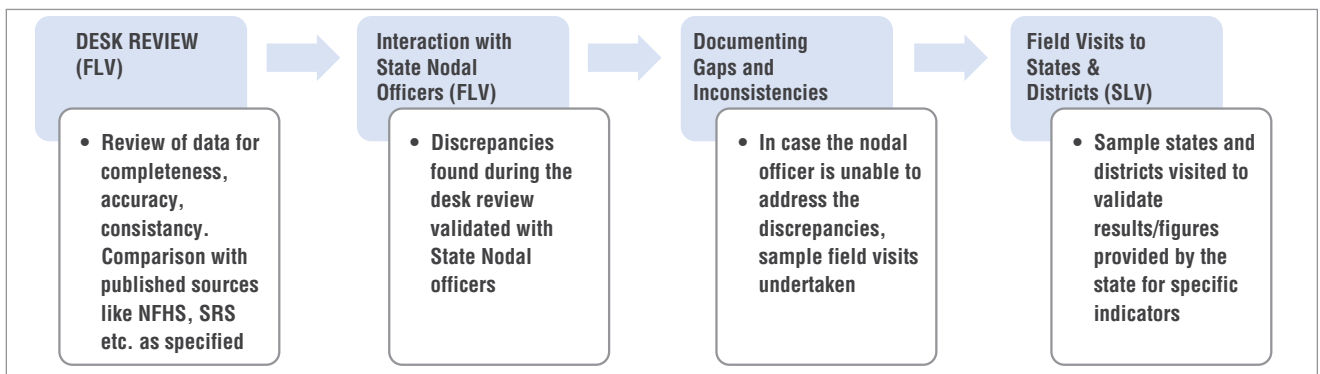 DESK REVIEW
(FLV)
• Review of data for
completeness,
accuracy,
consistancy.
Comparison with
published sources
like NFHS, SRS
etc. as specified
Interaction with
State Nodal
Officers (FLV)
• Discrepancies
found during the
desk review
validated with
State Nodal
officers
Documenting
Gaps and
Inconsistencies
• In case the nodal
officer is unable to
address the
discrepancies,
sample field visits
undertaken
Field Visits to
States &
Districts (SLV)
• Sample states and
districts visited to
validate
results/figures
provided by the
state for specific
indicators